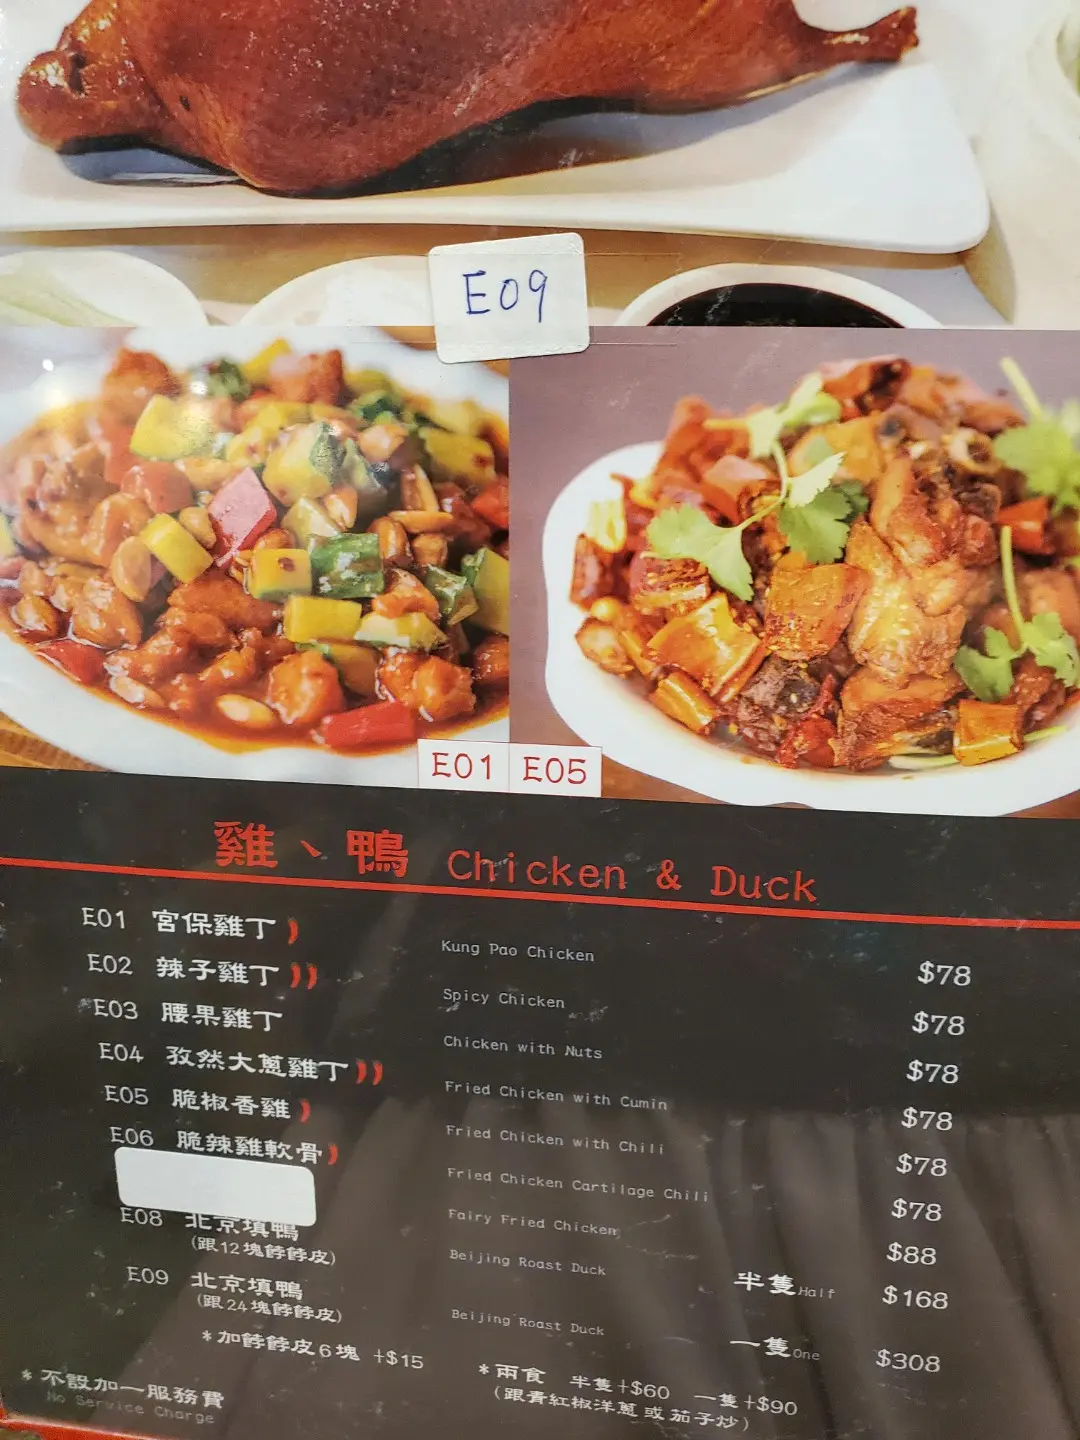 E09
E01 E05
雞、鴨 Chicken & Duck
E01 宮保雞丁 Kung Pao Chicken $78
E02 辣子雞丁 Spicy Chicken $78
E03 腰果雞丁 Chicken with Nuts $78
E04 孜然大蔥雞丁 Fried Chicken with Cumin $78
E05 脆椒香雞 Fried Chicken with Chili $78
E06 脆辣雞軟骨 Fried Chicken Cartilage Chili $78
Fairy Fried Chicken $88
E08 北京填鴨 Beijing Roast Duck 半隻 Half $168
(跟12塊餑餑皮)
E09 北京填鴨 Beijing Roast Duck 一隻 One $308
(跟24塊餑餑皮)
*加餑餑皮6塊 +$15
*兩食 半隻+$60 一隻+$90
(跟青紅椒洋蔥或茄子炒)
*不設加一服務費
No Service Charge